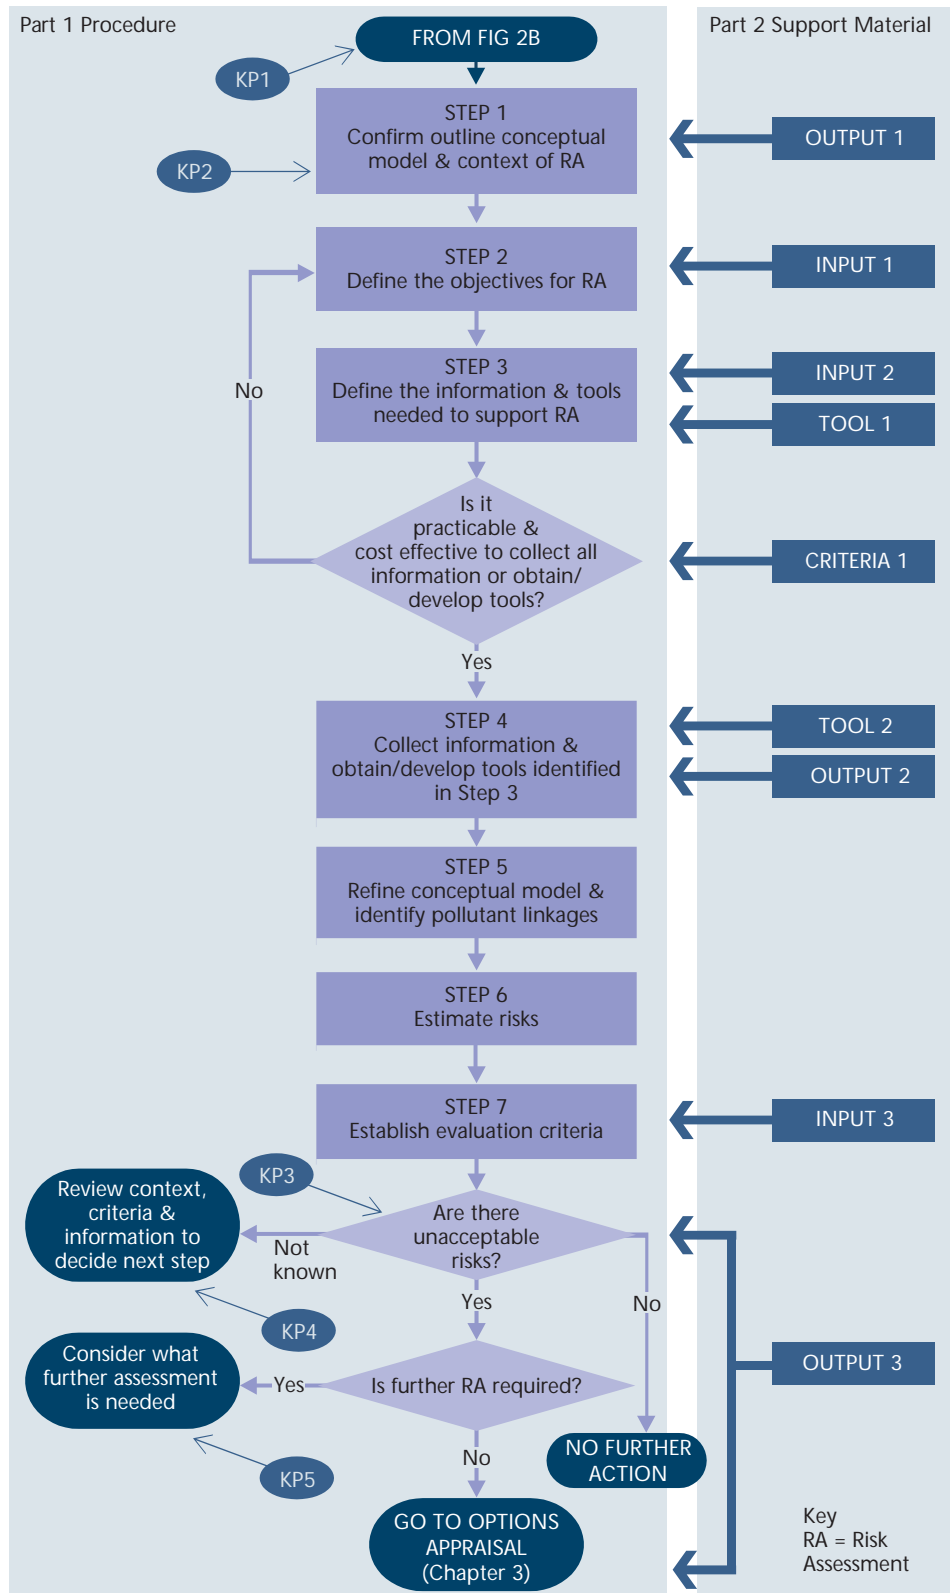 Part 1 Procedure
Part 2 Support Material
FROM FIG 2B
KP1
STEP 1
Confirm outline conceptual
model & context of RA
OUTPUT 1
KP2
STEP 2
Define the objectives for RA
INPUT 1
No
STEP 3
Define the information & tools
needed to support RA
INPUT 2
TOOL 1
Is it
practicable &
cost effective to collect all
information or obtain/
develop tools?
CRITERIA 1
Yes
STEP 4
Collect information &
obtain/develop tools identified
in Step 3
TOOL 2
OUTPUT 2
STEP 5
Refine conceptual model &
identify pollutant linkages
STEP 6
Estimate risks
STEP 7
Establish evaluation criteria
INPUT 3
KP3
Review context,
criteria &
information to
decide next step
Not
known
Are there
unacceptable
risks?
Yes
No
KP4
Consider what
further assessment
is needed
Yes
Is further RA required?
OUTPUT 3
KP5
No
NO FURTHER
ACTION
GO TO OPTIONS
APPRAISAL
(Chapter 3)
Key
RA = Risk
Assessment